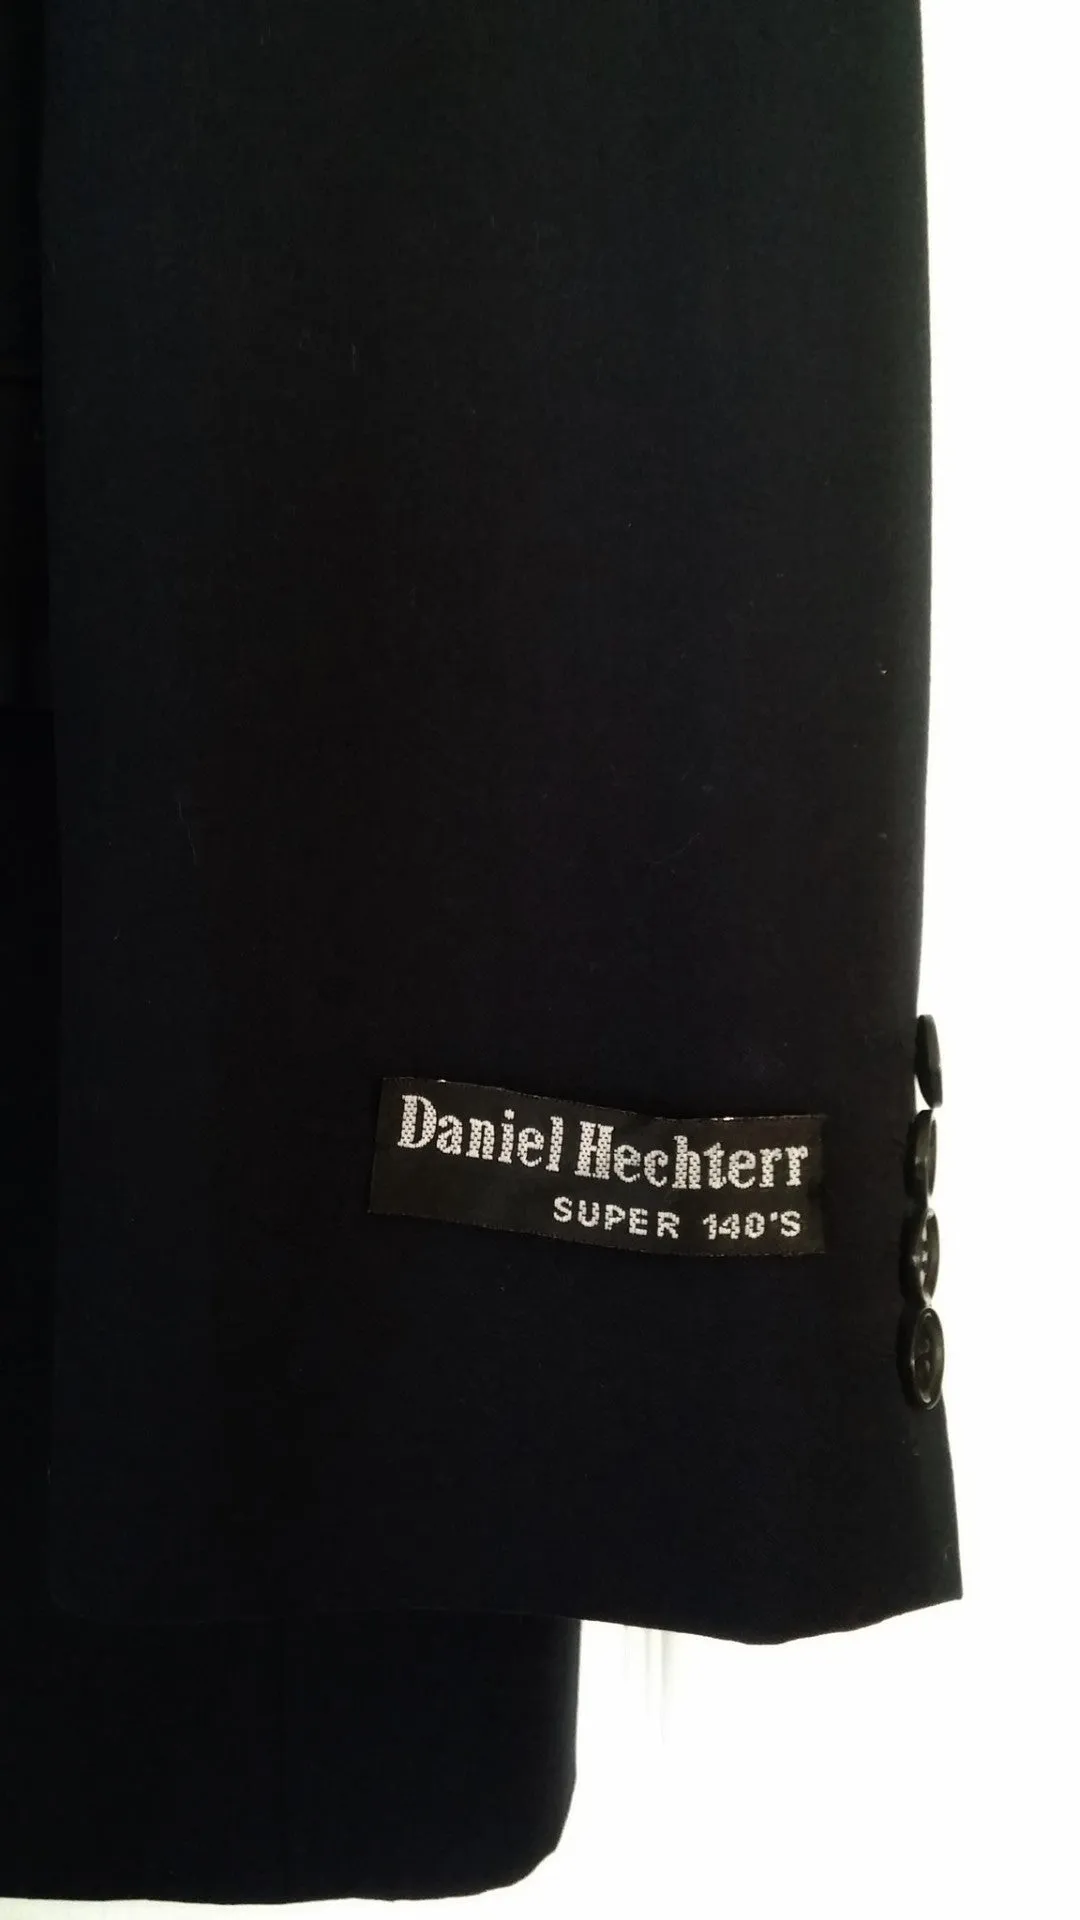 Daniel Hechterr
SUPER 140'S